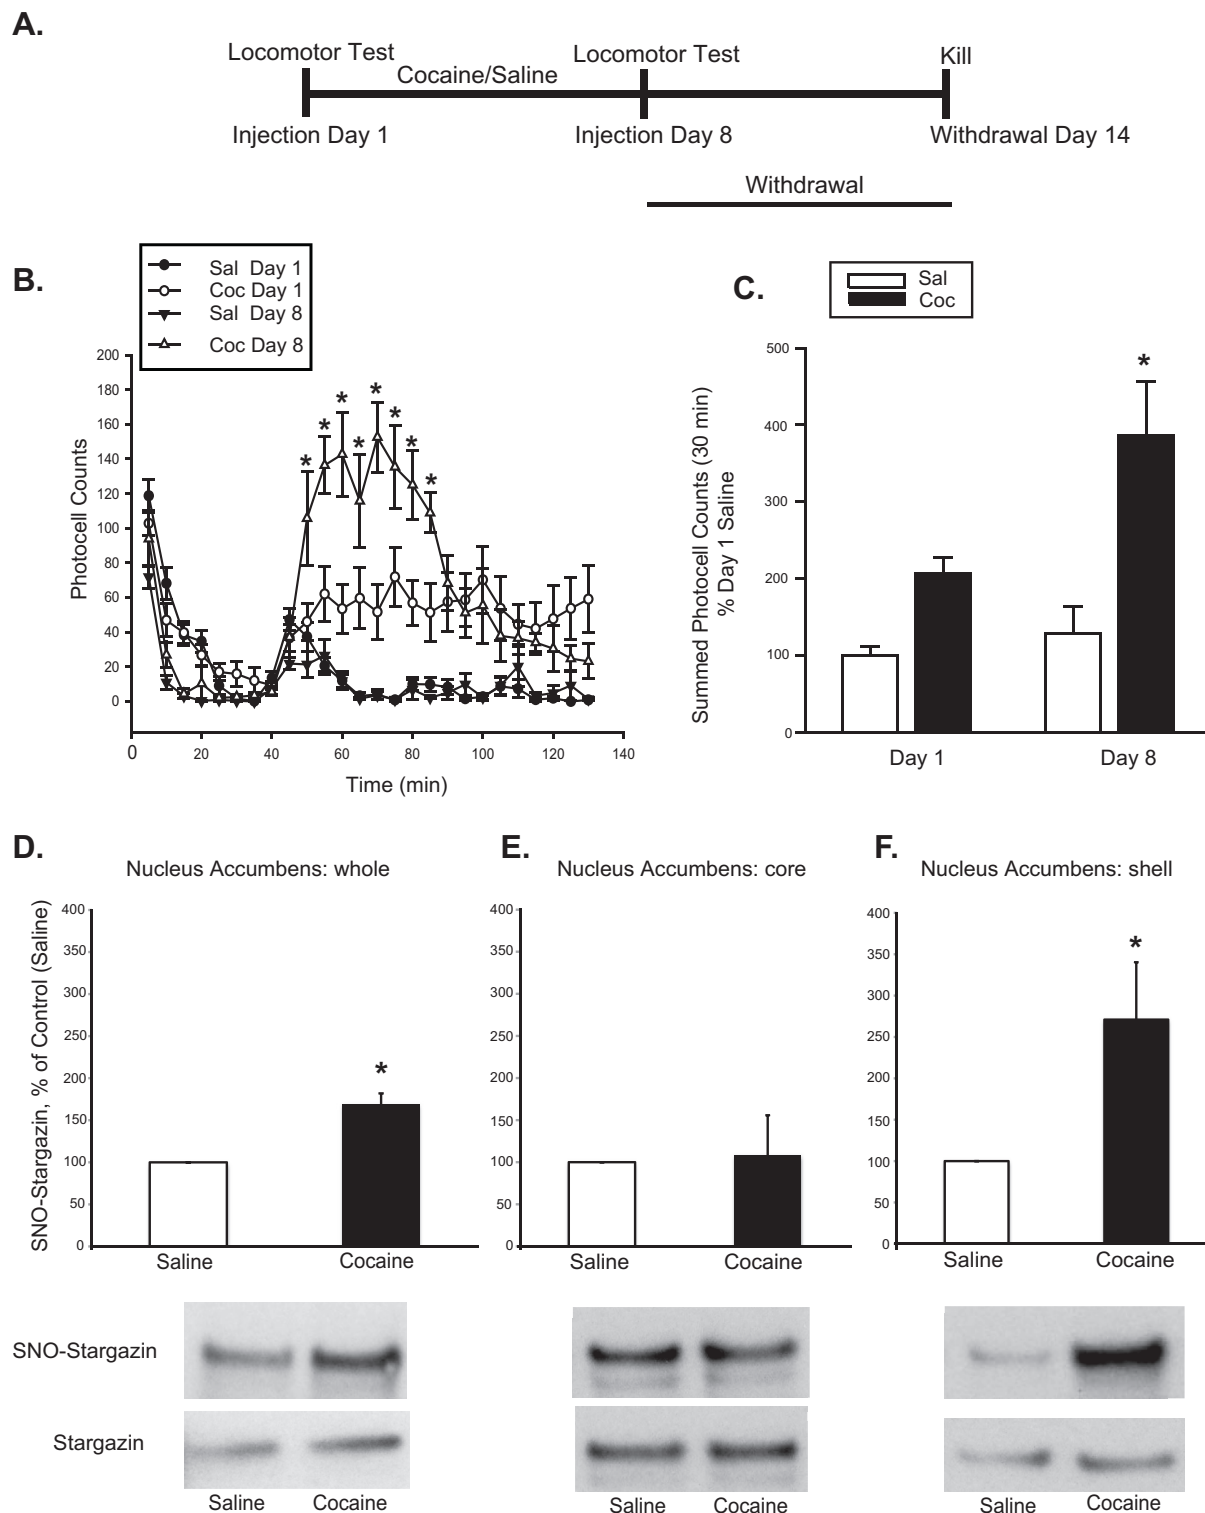 A.
Locomotor Test
Locomotor Test
Kill
Cocaine/Saline
Injection Day 1
Injection Day 8
Withdrawal Day 14
Withdrawal
B.
Sal Day 1
Coc Day 1
Sal Day 8
Coc Day 8
Photocell Counts
200
180
160
140
120
100
80
60
40
20
0
* * * * * * * *
0 20 40 60 80 100 120 140
Time (min)
C.
Sal
Coc
Summed Photocell Counts (30 min)
% Day 1 Saline
500
400
300
200
100
0
*
Day 1 Day 8
D.
Nucleus Accumbens: whole
SNO-Stargazin, % of Control (Saline)
400
350
300
250
200
150
100
50
0
*
Saline Cocaine
E.
Nucleus Accumbens: core
400
350
300
250
200
150
100
50
0
Saline Cocaine
F.
Nucleus Accumbens: shell
400
350
300
250
200
150
100
50
0
*
Saline Cocaine
SNO-Stargazin
Stargazin
Saline Cocaine
Saline Cocaine
Saline Cocaine